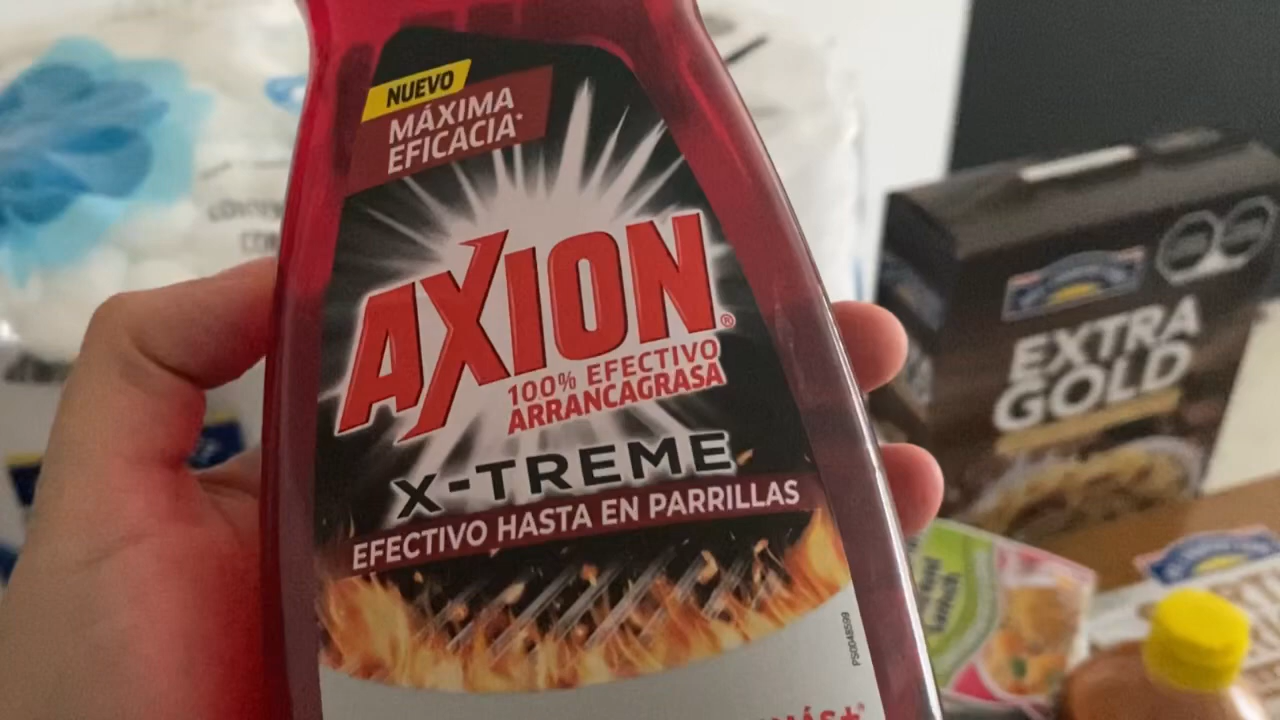 NUEVO
MÁXIMA
EFICACIA*
AXION®
100% EFECTIVO
ARRANCAGRASA
X-TREME
EFECTIVO HASTA EN PARRILLAS
EXTRA
GOLD